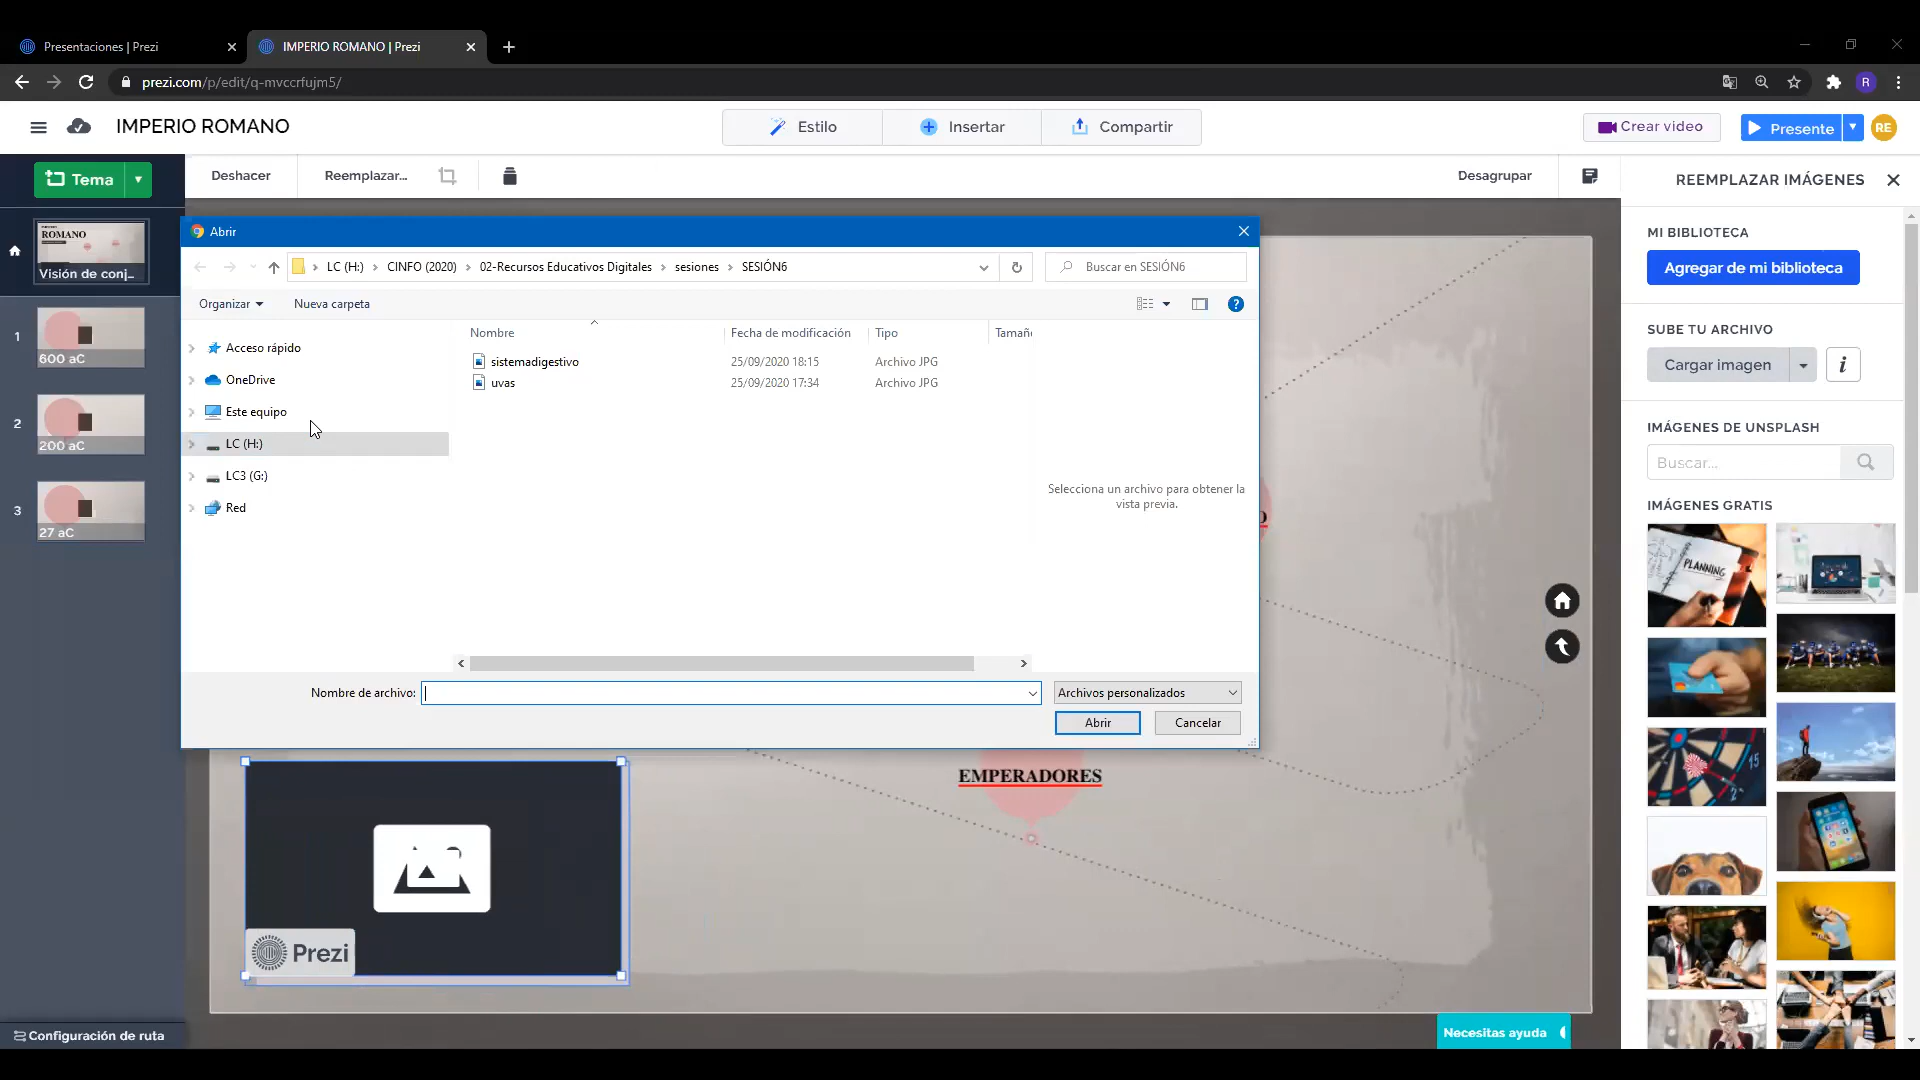 Presentaciones | Prezi
IMPERIO ROMANO | Prezi
prezi.com/p/edit/q-mvccrfujm5/
R
IMPERIO ROMANO
Estilo
Insertar
Compartir
Crear video
Presente
RE
Tema
Deshacer
Reemplazar...
Desagrupar
REEMPLAZAR IMÁGENES
ROMANO
Visión de conj...
1
600 aC
2
200 aC
3
27 aC
Configuración de ruta
Abrir
LC (H:)
CINFO (2020)
02-Recursos Educativos Digitales
sesiones
SESIÓN6
Buscar en SESIÓN6
Organizar
Nueva carpeta
Nombre
Fecha de modificación
Tipo
Tamañ
Acceso rápido
OneDrive
Este equipo
LC (H:)
LC3 (G:)
Red
sistemadigestivo
25/09/2020 18:15
Archivo JPG
uvas
25/09/2020 17:34
Archivo JPG
Selecciona un archivo para obtener la
vista previa.
Nombre de archivo:
Archivos personalizados
Abrir
Cancelar
O
EMPERADORES
Prezi
Necesitas ayuda
MI BIBLIOTECA
Agregar de mi biblioteca
SUBE TU ARCHIVO
Cargar imagen
i
IMÁGENES DE UNSPLASH
Buscar...
IMÁGENES GRATIS
PLANNING
15